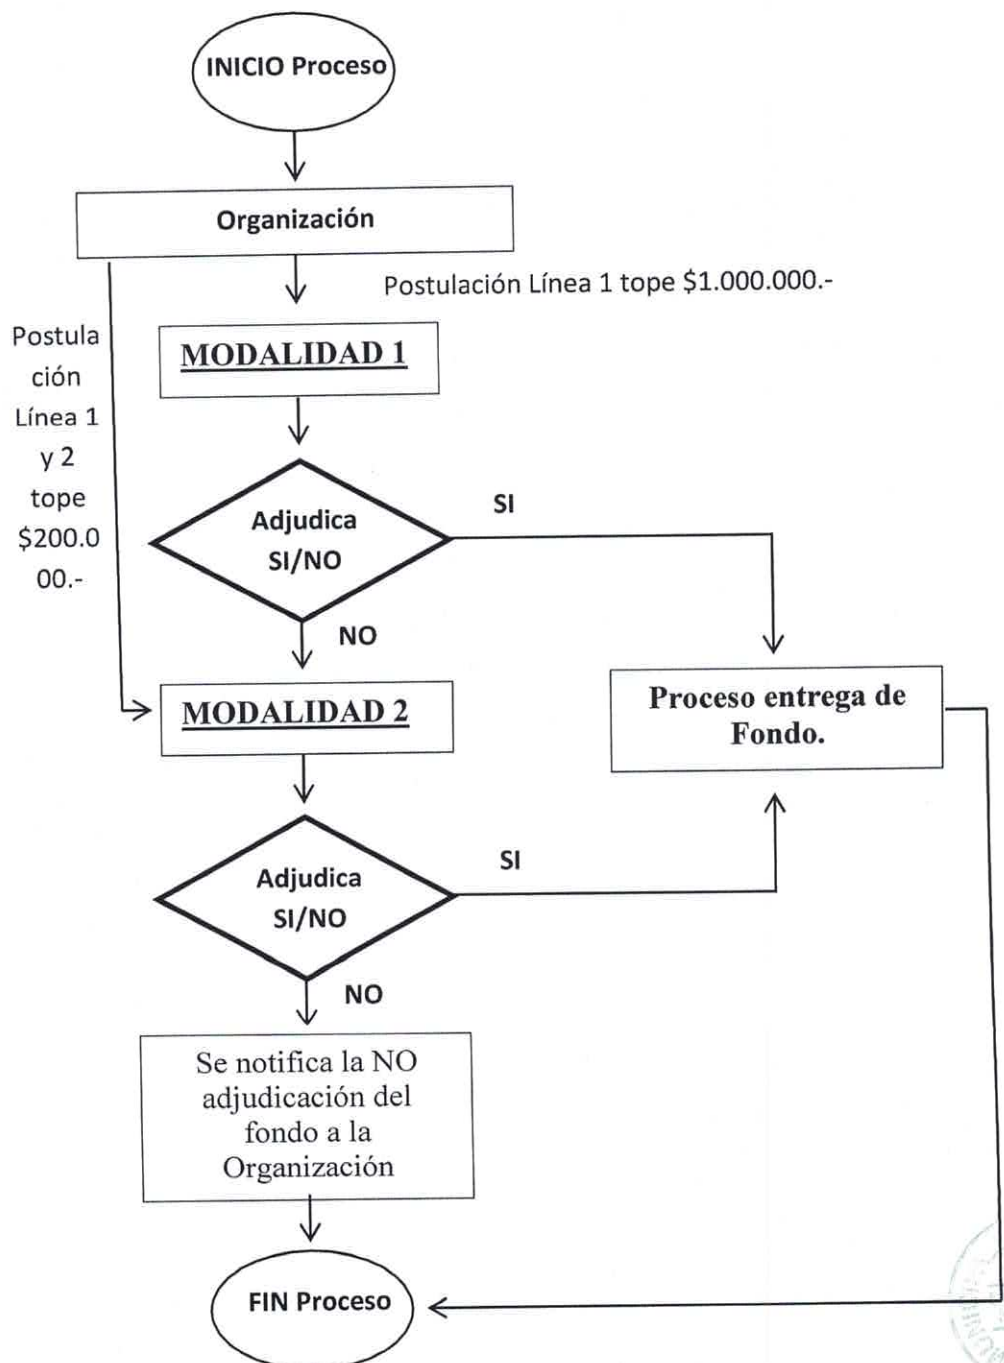 INICIO Proceso
Organización
Postulación Línea 1 tope $1.000.000.-
Postula
ción
Línea 1
y 2
tope
$200.0
00.-
MODALIDAD 1
Adjudica
SI/NO
SI
NO
MODALIDAD 2
Proceso entrega de
Fondo.
Adjudica
SI/NO
SI
NO
Se notifica la NO
adjudicación del
fondo a la
Organización
FIN Proceso